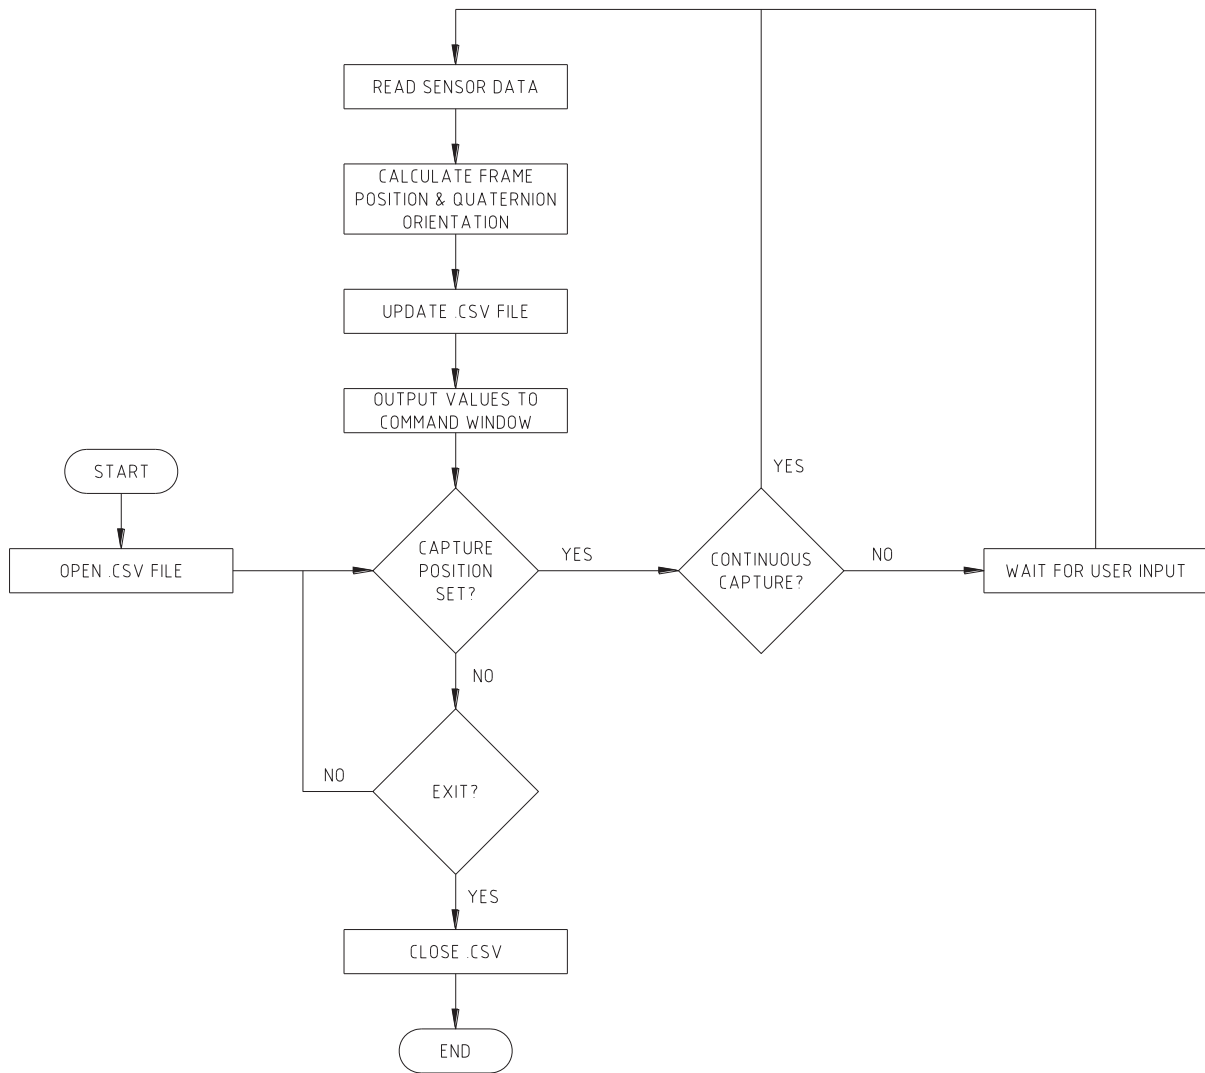 READ SENSOR DATA
CALCULATE FRAME
POSITION & QUATERNION
ORIENTATION
UPDATE .CSV FILE
OUTPUT VALUES TO
COMMAND WINDOW
START
OPEN .CSV FILE
CAPTURE
POSITION
SET?
YES
CONTINUOUS
CAPTURE?
YES
NO
WAIT FOR USER INPUT
NO
EXIT?
NO
YES
CLOSE .CSV
END